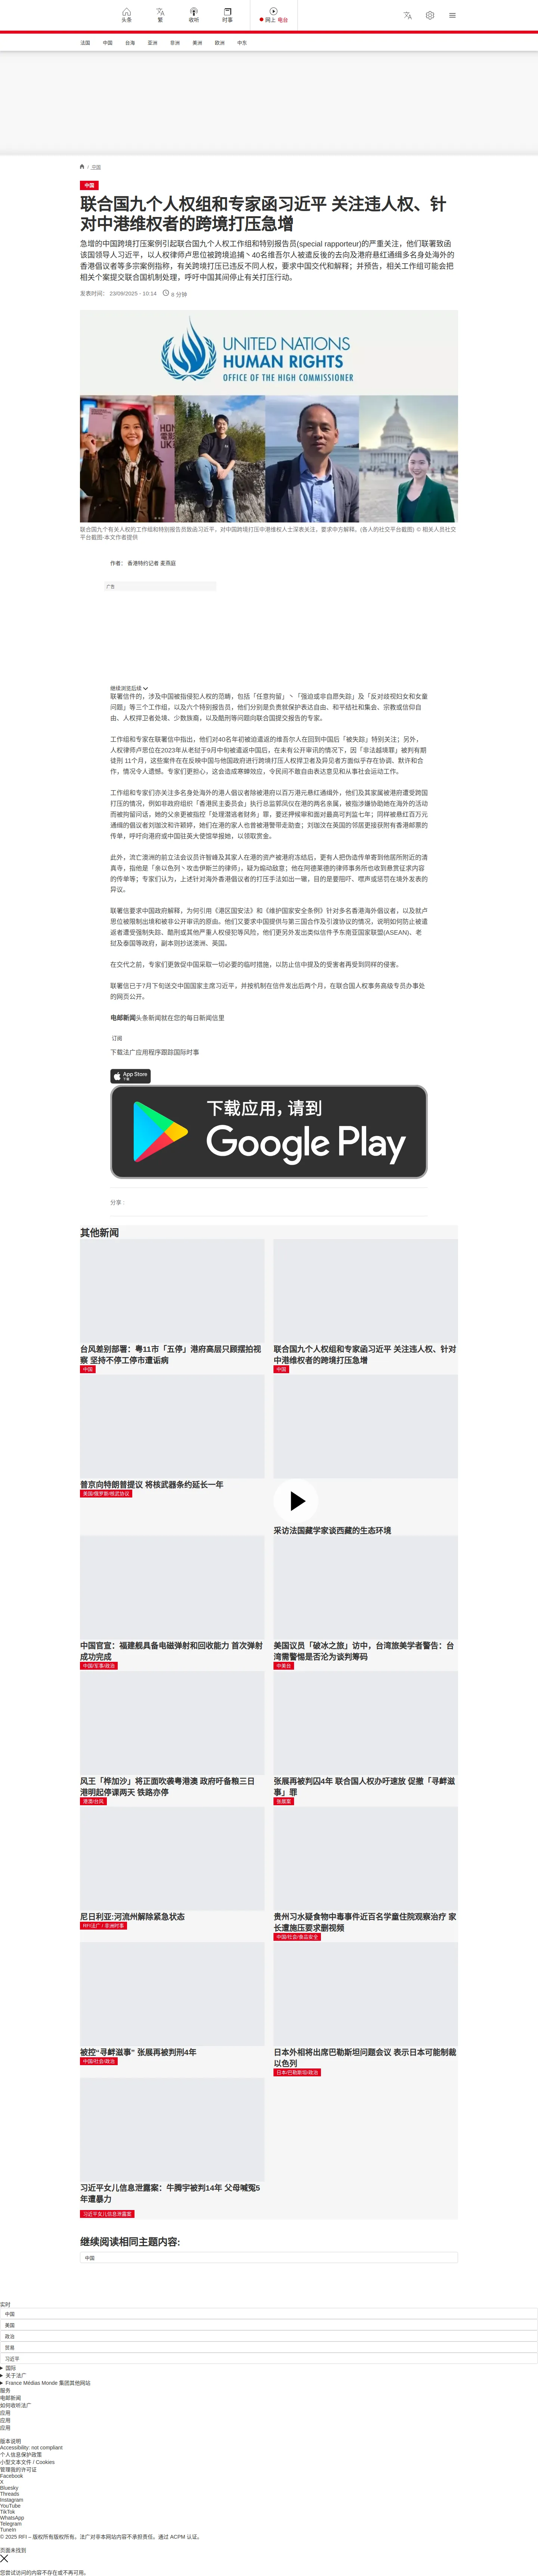 头条
繁
收听
时事
网上 电台
法国
中国
台海
亚洲
非洲
美洲
欧洲
中东
/ 中国
中国
联合国九个人权组和专家函习近平 关注违人权、针
对中港维权者的跨境打压急增
急增的中国跨境打压案例引起联合国九个人权工作组和特别报告员(special rapporteur)的严重关注，他们联署致函
该国领导人习近平，以人权律师卢思位被跨境追捕丶40名维吾尔人被遣反後的去向及港府悬红通缉多名身处海外的
香港倡议者等多宗案例指称，有关跨境打压已违反不同人权，要求中国交代和解释；并预告，相关工作组可能会把
相关个案提交联合国机制处理，呼吁中国其间停止有关打压行动。
发表时间： 23/09/2025 - 10:14
8 分钟
UNITED NATIONS
HUMAN RIGHTS
OFFICE OF THE HIGH COMMISSIONER
联合国九个有关人权的工作组和特别报告员致函习近平，对中国跨境打压中港维权人士深表关注，要求中方解释。(各人的社交平台截图) © 相关人员社交
平台截图-本文作者提供
作者： 香港特约记者 麦燕庭
广告
继续浏览后续
联署信件的，涉及中国被指侵犯人权的范畴，包括「任意拘留」丶「强迫或非自愿失踪」及「反对歧视妇女和女童
问题」等三个工作组，以及六个特别报告员，他们分别是负责就保护表达自由、和平结社和集会、宗教或信仰自
由、人权捍卫者处境、少数族裔，以及酷刑等问题向联合国提交报告的专家。
工作组和专家在联署信中指出，他们对40名年初被迫遣返的维吾尔人在回到中国后「被失踪」特别关注；另外，
人权律师卢思位在2023年从老挝于9月中旬被遣返中国后，在未有公开审讯的情况下，因「非法越境罪」被判有期
徒刑 11个月，这些案件在在反映中国与他国政府进行跨境打压人权捍卫者及异见者方面似乎存在协调、默许和合
作，情况令人遗憾。专家们更担心，这会造成寒蝉效应，令民间不敢自由表达意见和从事社会运动工作。
工作组和专家们亦关注多名身处海外的港人倡议者除被港府以百万港元悬红通缉外，他们及其家属被港府遭受跨国
打压的情况，例如非政府组织「香港民主委员会」执行总监郭凤仪在港的两名亲属，被指涉嫌协助她在海外的活动
而被拘留问话，她的父亲更被指控「处理潜逃者财务」罪，要还押候审和面对最高可判监七年；同样被悬红百万元
通缉的倡议者刘珈汶和许颖婷，她们在港的家人也曾被港警带走助查；刘珈汶在英国的邻居更接获附有香港邮票的
传单，呼吁向港府或中国驻英大使馆举报她，以领取赏金。
此外，流亡澳洲的前立法会议员许智峰及其家人在港的资产被港府冻结后，更有人把伪造传单寄到他居所附近的清
真寺，指他是「亲以色列丶攻击伊斯兰的律师」，疑为煽动敌意；他在阿德莱德的律师事务所也收到悬赏征求内容
的传单等；专家们认为，上述针对海外香港倡议者的打压手法如出一辙，目的是要阻吓、噤声或惩罚在境外发表的
异议。
联署信要求中国政府解释，为何引用《港区国安法》和《维护国家安全条例》针对多名香港海外倡议者，以及就卢
思位被限制出境和被非公开审讯的原由。他们又要求中国提供与第三国合作及引渡协议的情况，说明如何防止被遣
返者遭受强制失踪、酷刑或其他严重人权侵犯等风险，他们更另外发出类似信件予东南亚国家联盟(ASEAN)、老
挝及泰国等政府，副本则抄送澳洲、英国。
在交代之前，专家们更敦促中国采取一切必要的临时措施，以防止信中提及的受害者再受到同样的侵害。
联署信已于7月下旬送交中国国家主席习近平，并按机制在信件发出后两个月，在联合国人权事务高级专员办事处
的网页公开。
电邮新闻头条新闻就在您的每日新闻信里
订阅
下载法广应用程序跟踪国际时事
App Store
下载
下载应用，请到
Google Play
分享 :
其他新闻
台风差别部署：粤11市「五停」港府高层只顾摆拍视
察 坚持不停工停市遭诟病
中国
联合国九个人权组和专家函习近平 关注违人权、针对
中港维权者的跨境打压急增
中国
普京向特朗普提议 将核武器条约延长一年
美国/俄罗斯/核武协议
采访法国藏学家谈西藏的生态环境
中国官宣：福建舰具备电磁弹射和回收能力 首次弹射
成功完成
中国/军事/政治
美国议员「破冰之旅」访中，台湾旅美学者警告：台
湾需警惕是否沦为谈判筹码
中美台
风王「桦加沙」将正面吹袭粤港澳 政府吁备粮三日
港明起停课两天 铁路亦停
港澳/台风
张展再被判囚4年 联合国人权办吁速放 促撤「寻衅滋
事」罪
张展案
尼日利亚:河流州解除紧急状态
RFI法广 / 非洲时事
贵州习水疑食物中毒事件近百名学童住院观察治疗 家
长遭施压要求删视频
中国/社会/食品安全
被控“寻衅滋事” 张展再被判刑4年
中国/社会/政治
日本外相将出席巴勒斯坦问题会议 表示日本可能制裁
以色列
日本/巴勒斯坦/政治
习近平女儿信息泄露案：牛腾宇被判14年 父母喊冤5
年遭暴力
习近平女儿信息泄露案
继续阅读相同主题内容:
中国
实时
中国
美国
政治
贸易
习近平
国际
关于法广
France Médias Monde 集团其他网站
服务
电邮新闻
如何收听法广
应用
应用
应用
版本说明
Accessibility: not compliant
个人信息保护政策
小型文本文件 / Cookies
管理我的许可证
Facebook
X
Bluesky
Threads
Instagram
YouTube
TikTok
WhatsApp
Telegram
TuneIn
© 2025 RFI – 版权所有版权所有。法广对非本网站内容不承担责任。通过 ACPM 认证。
页面未找到
您尝试访问的内容不存在或不再可用。